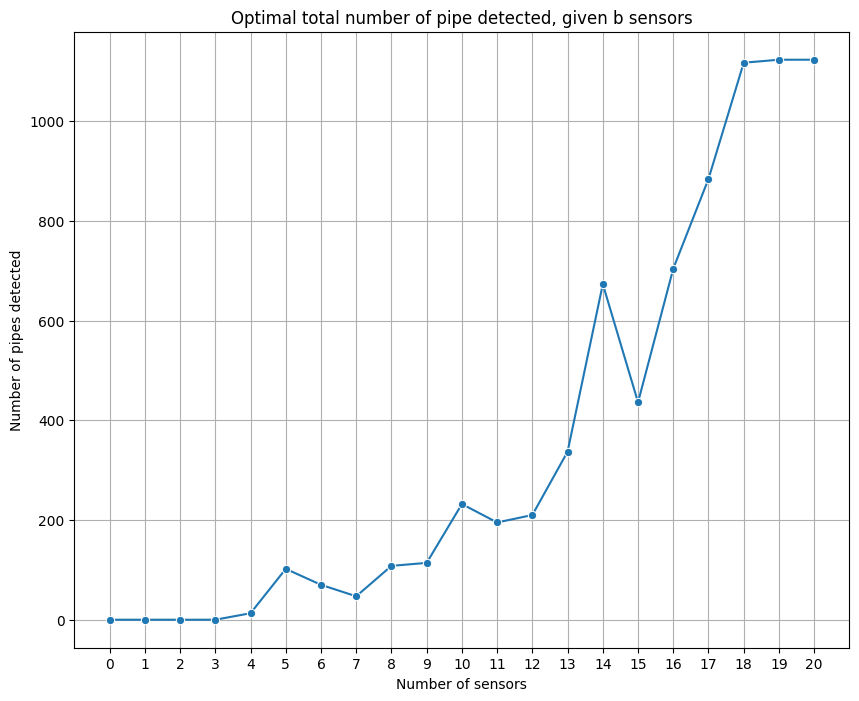 Optimal total number of pipe detected, given b sensors
Number of pipes detected
1000
800
600
400
200
0
0 1 2 3 4 5 6 7 8 9 10 11 12 13 14 15 16 17 18 19 20
Number of sensors